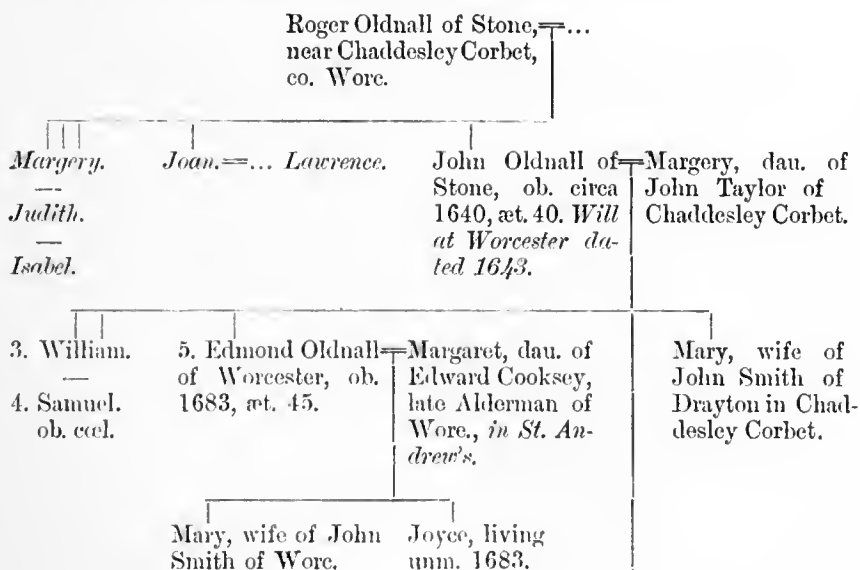 Roger Oldnall of Stone,=...
near Chaddesley Corbet,
co. Worc.
Margery.
—
Judith.
—
Isabel.
Joan.=... Lawrence.
John Oldnall of=Margery, dau. of
Stone, ob. circa John Taylor of
1640, æt. 40. Will Chaddesley Corbet.
at Worcester da-
ted 1643.
3. William.
—
4. Samuel.
ob. cœl.
5. Edmond Oldnall=Margaret, dau. of
of Worcester, ob. Edward Cooksey,
1683, æt. 45. late Alderman of
Worc., in St. An-
drew's.
Mary, wife of
John Smith of
Drayton in Chad-
desley Corbet.
Mary, wife of John
Smith of Worc.
Joyce, living
unm. 1683.